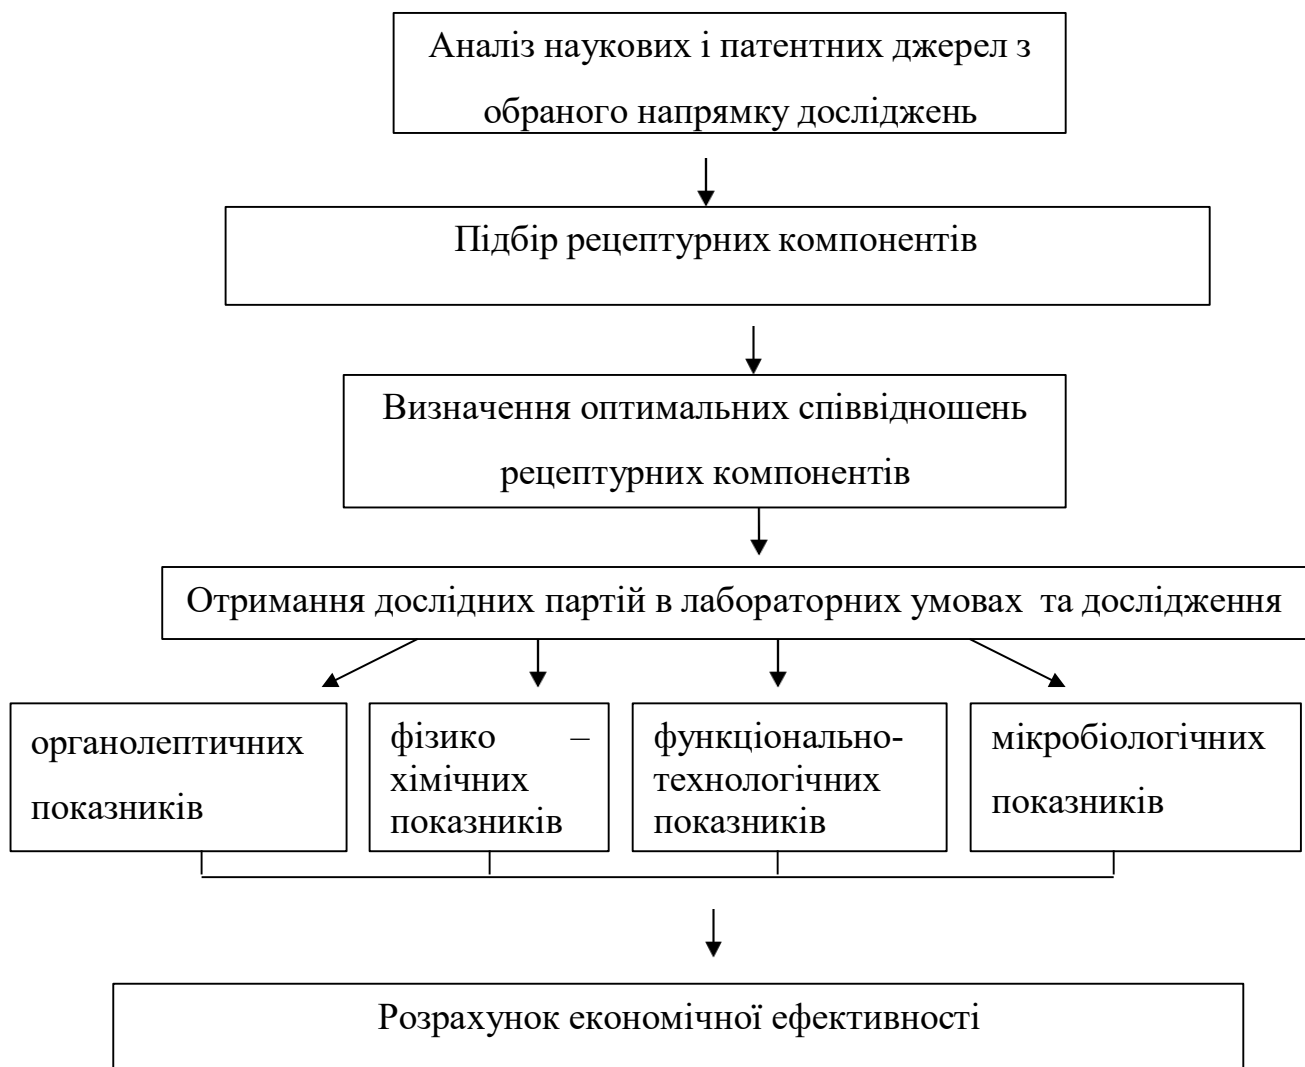 Аналіз наукових і патентних джерел з
обраного напрямку досліджень
Підбір рецептурних компонентів
Визначення оптимальних співвідношень
рецептурних компонентів
Отримання дослідних партій в лабораторних умовах та дослідження
органолептичних
показників
фізико –
хімічних
показників
функціонально-
технологічних
показників
мікробіологічних
показників
Розрахунок економічної ефективності